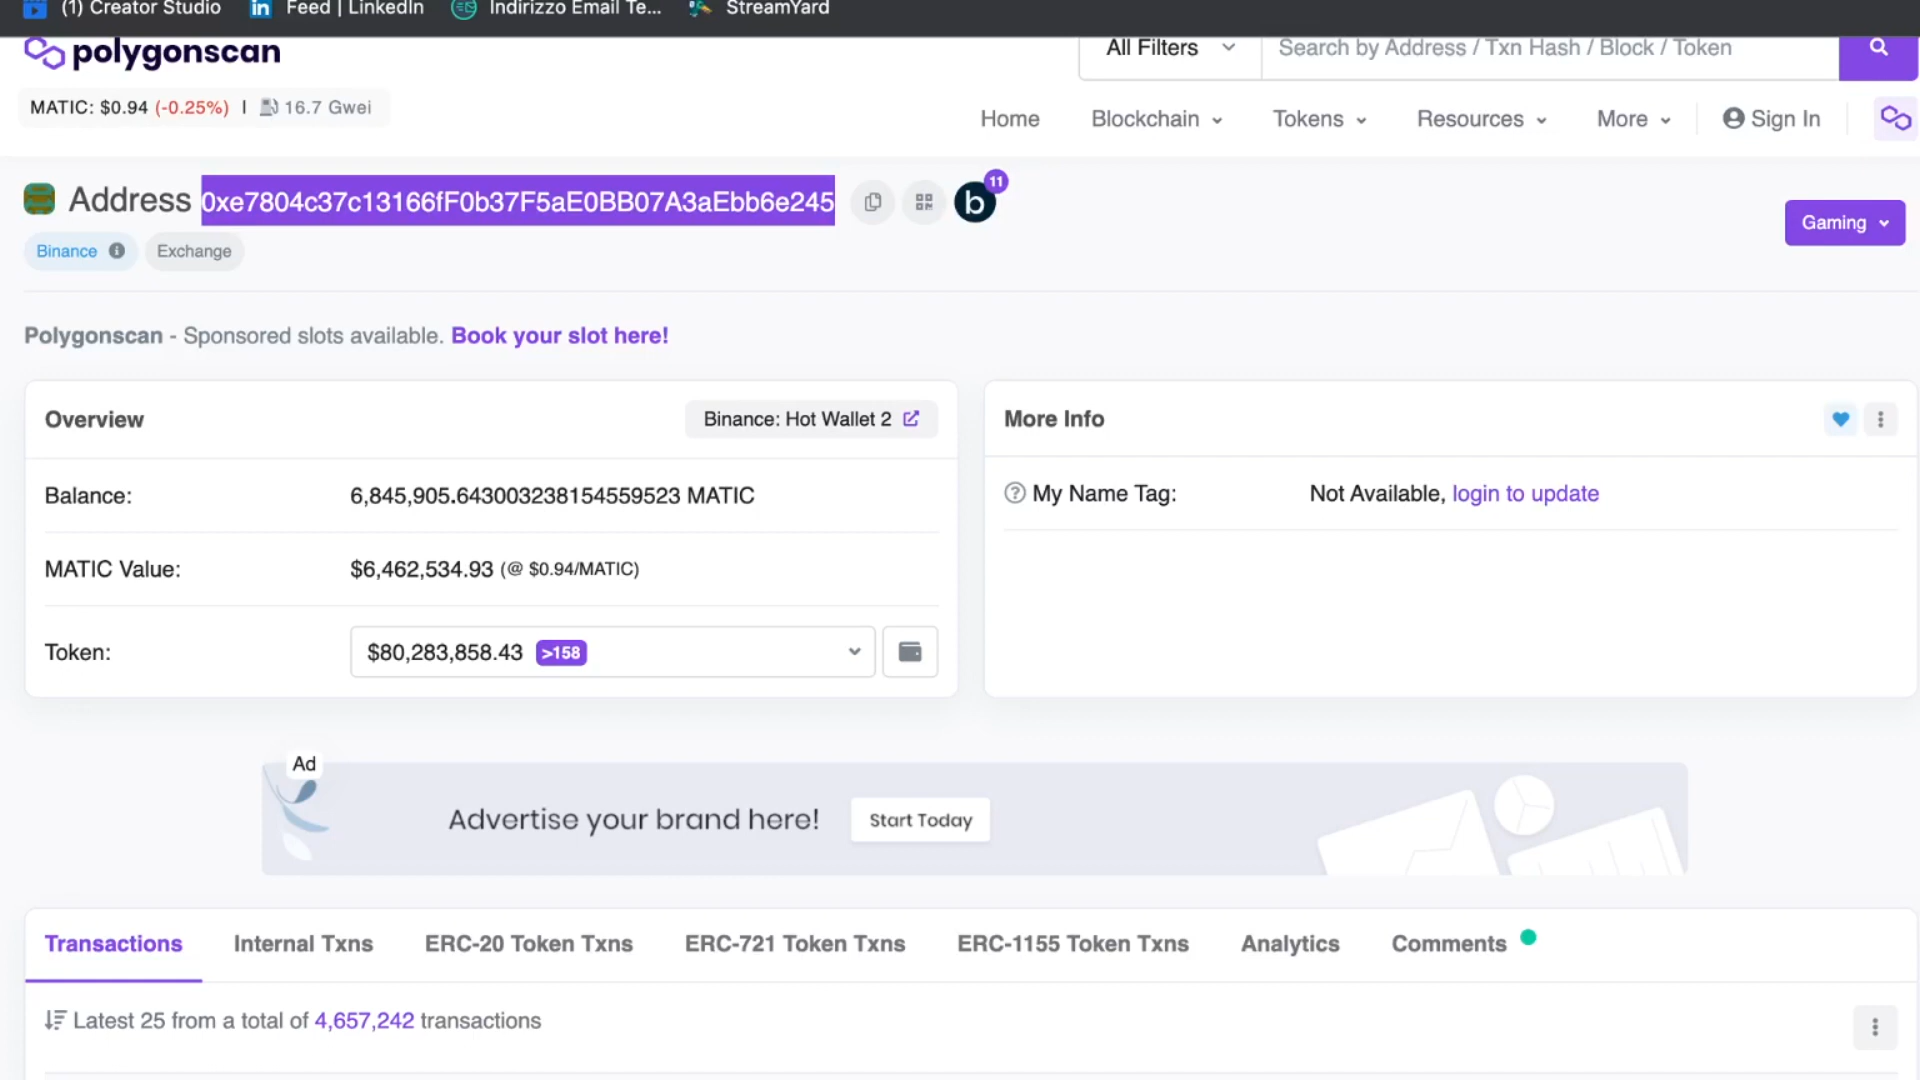 (1) Creator Studio
in Feed | LinkedIn
Indirizzo Email Te...
StreamYard
polygonscan
All Filters
Search by Address / Txn Hash / Block / Token
MATIC: $0.94 (-0.25%) | 16.7 Gwei
Home
Blockchain
Tokens
Resources
More
Sign In
Address 0xe7804c37c13166fF0b37F5aE0BB07A3aEbb6e245
b
11
Gaming
Binance
Exchange
Polygonscan - Sponsored slots available. Book your slot here!
Overview
Binance: Hot Wallet 2
Balance:
6,845,905.643003238154559523 MATIC
MATIC Value:
$6,462,534.93 (@ $0.94/MATIC)
Token:
$80,283,858.43 >158
More Info
My Name Tag:
Not Available, login to update
Ad
Advertise your brand here!
Start Today
Transactions
Internal Txns
ERC-20 Token Txns
ERC-721 Token Txns
ERC-1155 Token Txns
Analytics
Comments
Latest 25 from a total of 4,657,242 transactions